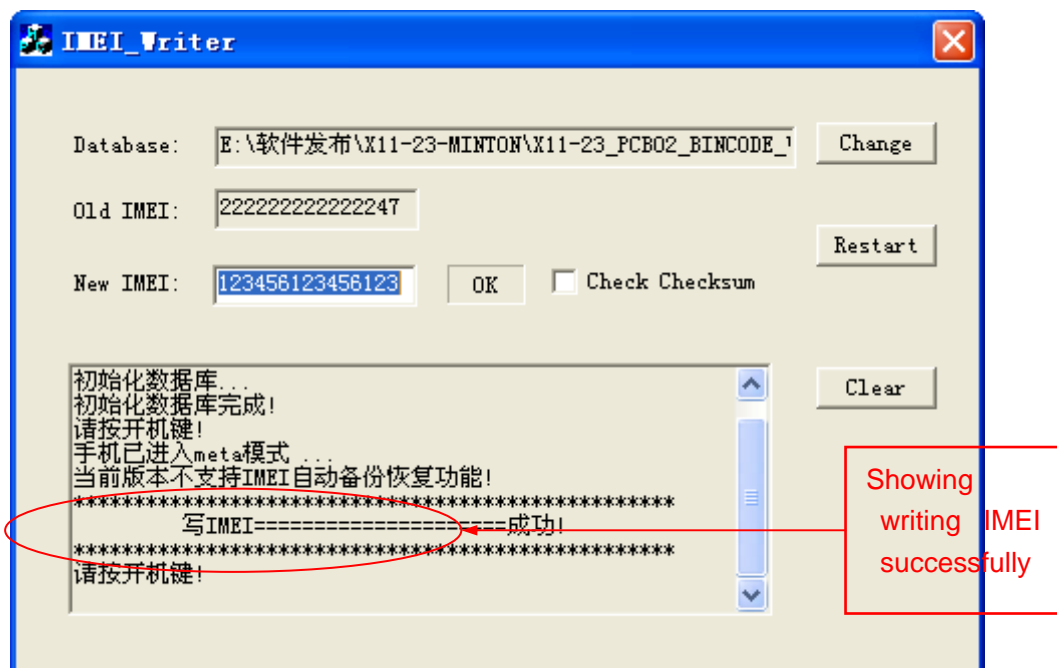 IMEI_Writer
Database: E:\软件发布\X11-23-MINTON\X11-23_PCB02_BINCODE_ Change
Old IMEI: 222222222222247
Restart
New IMEI: 123456123456123 OK Check Checksum
初始化数据库...
初始化数据库完成!
请按开机键!
手机已进入meta模式 ...
当前版本不支持IMEI自动备份恢复功能!
**************************************************
写IMEI=====================成功!
**************************************************
请按开机键!
Clear
Showing
writing IMEI
successfully